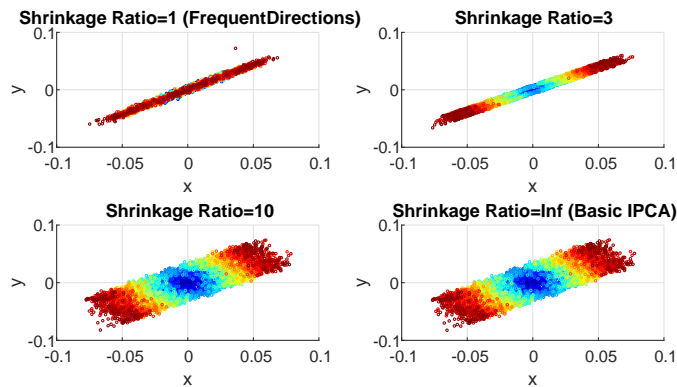 Shrinkage Ratio=1 (FrequentDirections)
0.1
0
-0.1
y
-0.1
-0.05
0
0.05
0.1
x
Shrinkage Ratio=3
0.1
0
-0.1
y
-0.1
-0.05
0
0.05
0.1
x
Shrinkage Ratio=10
0.1
0
-0.1
y
-0.1
-0.05
0
0.05
0.1
x
Shrinkage Ratio=Inf (Basic IPCA)
0.1
0
-0.1
y
-0.1
-0.05
0
0.05
0.1
x